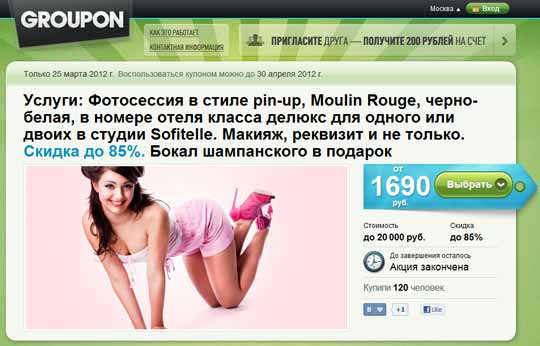 GROUPON
КАК ЭТО РАБОТАЕТ
КОНТАКТНАЯ ИНФОРМАЦИЯ
Москва ▲ Вход
ПРИГЛАСИТЕ ДРУГА — ПОЛУЧИТЕ 200 РУБЛЕЙ НА СЧЕТ
Только 25 марта 2012 г. Воспользоваться купоном можно до 30 апреля 2012 г.
Услуги: Фотосессия в стиле pin-up, Moulin Rouge, черно-
белая, в номере отеля класса делюкс для одного или
двоих в студии Sofitelle. Макияж, реквизит и не только.
Скидка до 85%. Бокал шампанского в подарок
от
1690
руб.
Выбрать
Стоимость Скидка
до 20 000 руб. до 85%
До завершения осталось
Акция закончена
Купили 120 человек.
8 +1 Like